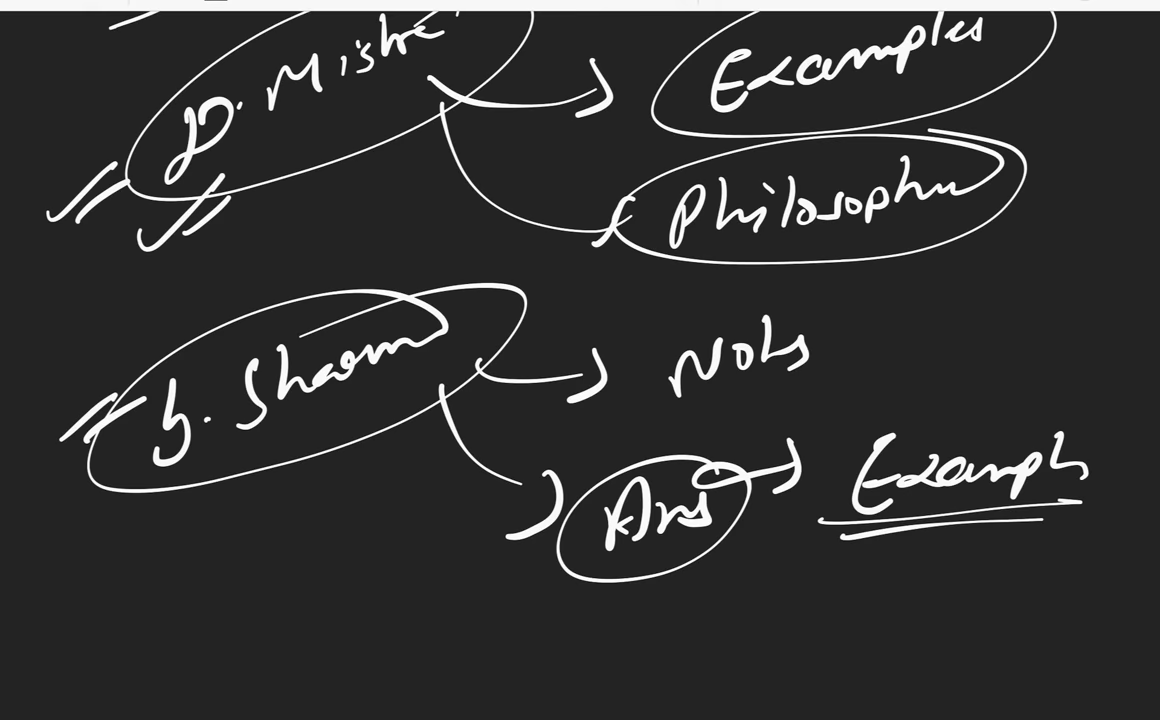 D. Mishra → Examples
→ Philosophy
S. Sharma → Notes
→ Ans → Example